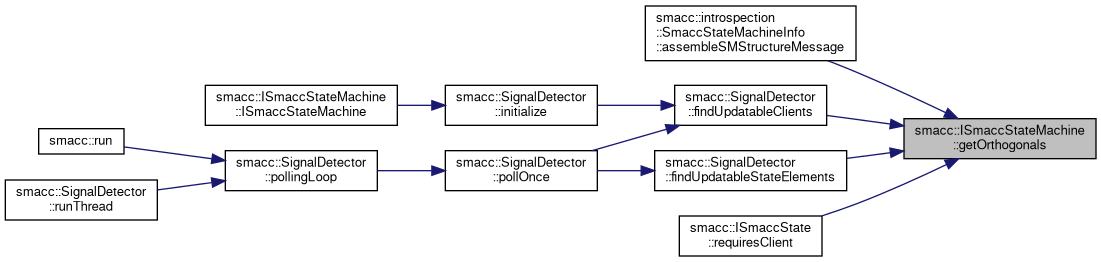 smacc::introspection
::SmaccStateMachineInfo
::assembleSMStructureMessage
smacc::ISmaccStateMachine
::ISmaccStateMachine
smacc::SignalDetector
::initialize
smacc::SignalDetector
::findUpdatableClients
smacc::ISmaccStateMachine
::getOrthogonals
smacc::run
smacc::SignalDetector
::pollingLoop
smacc::SignalDetector
::pollOnce
smacc::SignalDetector
::findUpdatableStateElements
smacc::SignalDetector
::runThread
smacc::ISmaccState
::requiresClient